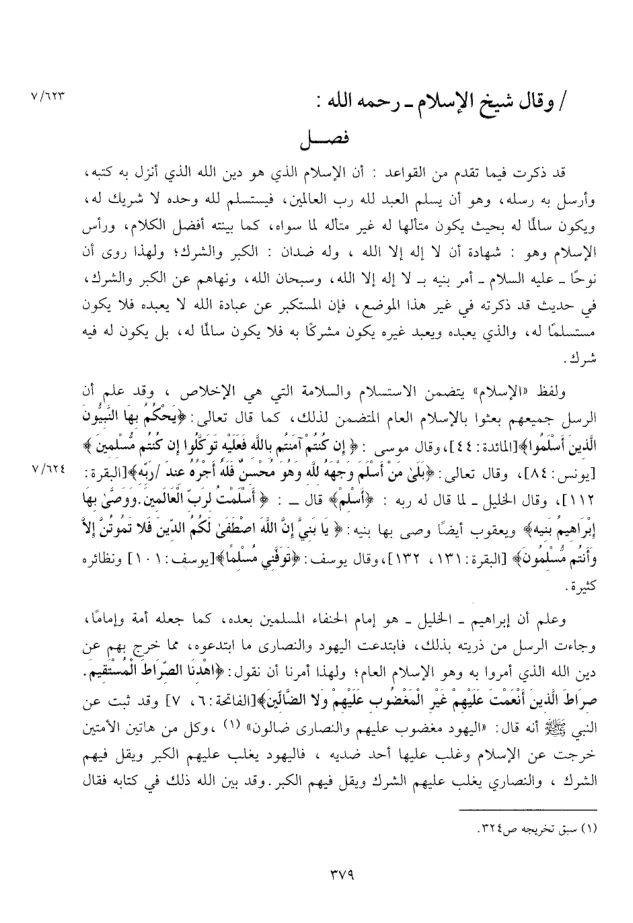 ٧/٦٢٣
/ وقال شيخ الإسلام ـ رحمه الله :
فصــل
قد ذكرت فيما تقدم من القواعد : أن الإسلام الذي هو دين الله الذي أنزل به كتبه،
وأرسل به رسله، وهو أن يسلم العبد لله رب العالمين، فيستسلم لله وحده لا شريك له،
ويكون سالمًا له بحيث يكون متألها له غير متأله لما سواه، كما بينته أفضل الكلام، ورأس
الإسلام وهو : شهادة أن لا إله إلا الله ، وله ضدان : الكبر والشرك؛ ولهذا روى أن
نوحًا ـ عليه السلام ـ أمر بنيه بـ لا إله إلا الله، وسبحان الله، ونهاهم عن الكبر والشرك،
في حديث قد ذكرته في غير هذا الموضع، فإن المستكبر عن عبادة الله لا يعبده فلا يكون
مستسلمًا له، والذي يعبده ويعبد غيره يكون مشركًا به فلا يكون سالمًا له، بل يكون له فيه
شرك.
ولفظ «الإسلام» يتضمن الاستسلام والسلامة التي هي الإخلاص ، وقد علم أن
الرسل جميعهم بعثوا بالإسلام العام المتضمن لذلك، كما قال تعالى: ﴿يَحْكُمُ بِهَا النَّبِيُّونَ
الَّذِينَ أَسْلَمُوا﴾[المائدة:٤٤]،وقال موسى :﴿ إِن كُنتُمْ آمَنتُم بِاللَّهِ فَعَلَيْهِ تَوَكَّلُوا إِن كُنتُم مُّسْلِمِينَ ﴾
[يونس:٨٤]، وقال تعالى: ﴿بَلَىٰ مَنْ أَسْلَمَ وَجْهَهُ لِلَّهِ وَهُوَ مُحْسِنٌ فَلَهُ أَجْرُهُ عِندَ /رَبِّهِ﴾[البقرة: ٧/٦٢٤
١١٢]، وقال الخليل ـ لما قال له ربه : ﴿أَسْلِمْ﴾ قال ــ : ﴿ أَسْلَمْتُ لِرَبِّ الْعَالَمِينَ.وَوَصَّىٰ بِهَا
إِبْرَاهِيمُ بَنِيهِ﴾ ويعقوب أيضًا وصى بها بنيه:﴿ يَا بَنِيَّ إِنَّ اللَّهَ اصْطَفَىٰ لَكُمُ الدِّينَ فَلا تَمُوتُنَّ إِلاَّ
وَأَنتُم مُّسْلِمُونَ﴾ [البقرة:١٣١، ١٣٢]،وقال يوسف:﴿تَوَفَّنِي مُسْلِمًا﴾[يوسف:١٠١] ونظائره
كثيرة.
وعلم أن إبراهيم ـ الخليل ـ هو إمام الحنفاء المسلمين بعده، كما جعله أمة وإمامًا،
وجاءت الرسل من ذريته بذلك، فابتدعت اليهود والنصارى ما ابتدعوه، مما خرج بهم عن
دين الله الذي أمروا به وهو الإسلام العام؛ ولهذا أمرنا أن نقول: ﴿اهْدِنَا الصِّرَاطَ الْمُسْتَقِيمَ.
صِرَاطَ الَّذِينَ أَنْعَمْتَ عَلَيْهِمْ غَيْرِ الْمَغْضُوبِ عَلَيْهِمْ وَلا الضَّالِّينَ﴾[الفاتحة:٦، ٧] وقد ثبت عن
النبي ﷺ أنه قال: «اليهود مغضوب عليهم والنصارى ضالون» (١) ،وكل من هاتين الأمتين
خرجت عن الإسلام وغلب عليها أحد ضديه ، فاليهود يغلب عليهم الكبر ويقل فيهم
الشرك ، والنصارى يغلب عليهم الشرك ويقل فيهم الكبر.وقد بين الله ذلك في كتابه فقال
(١) سبق تخريجه ص٣٢٤.
٣٧٩